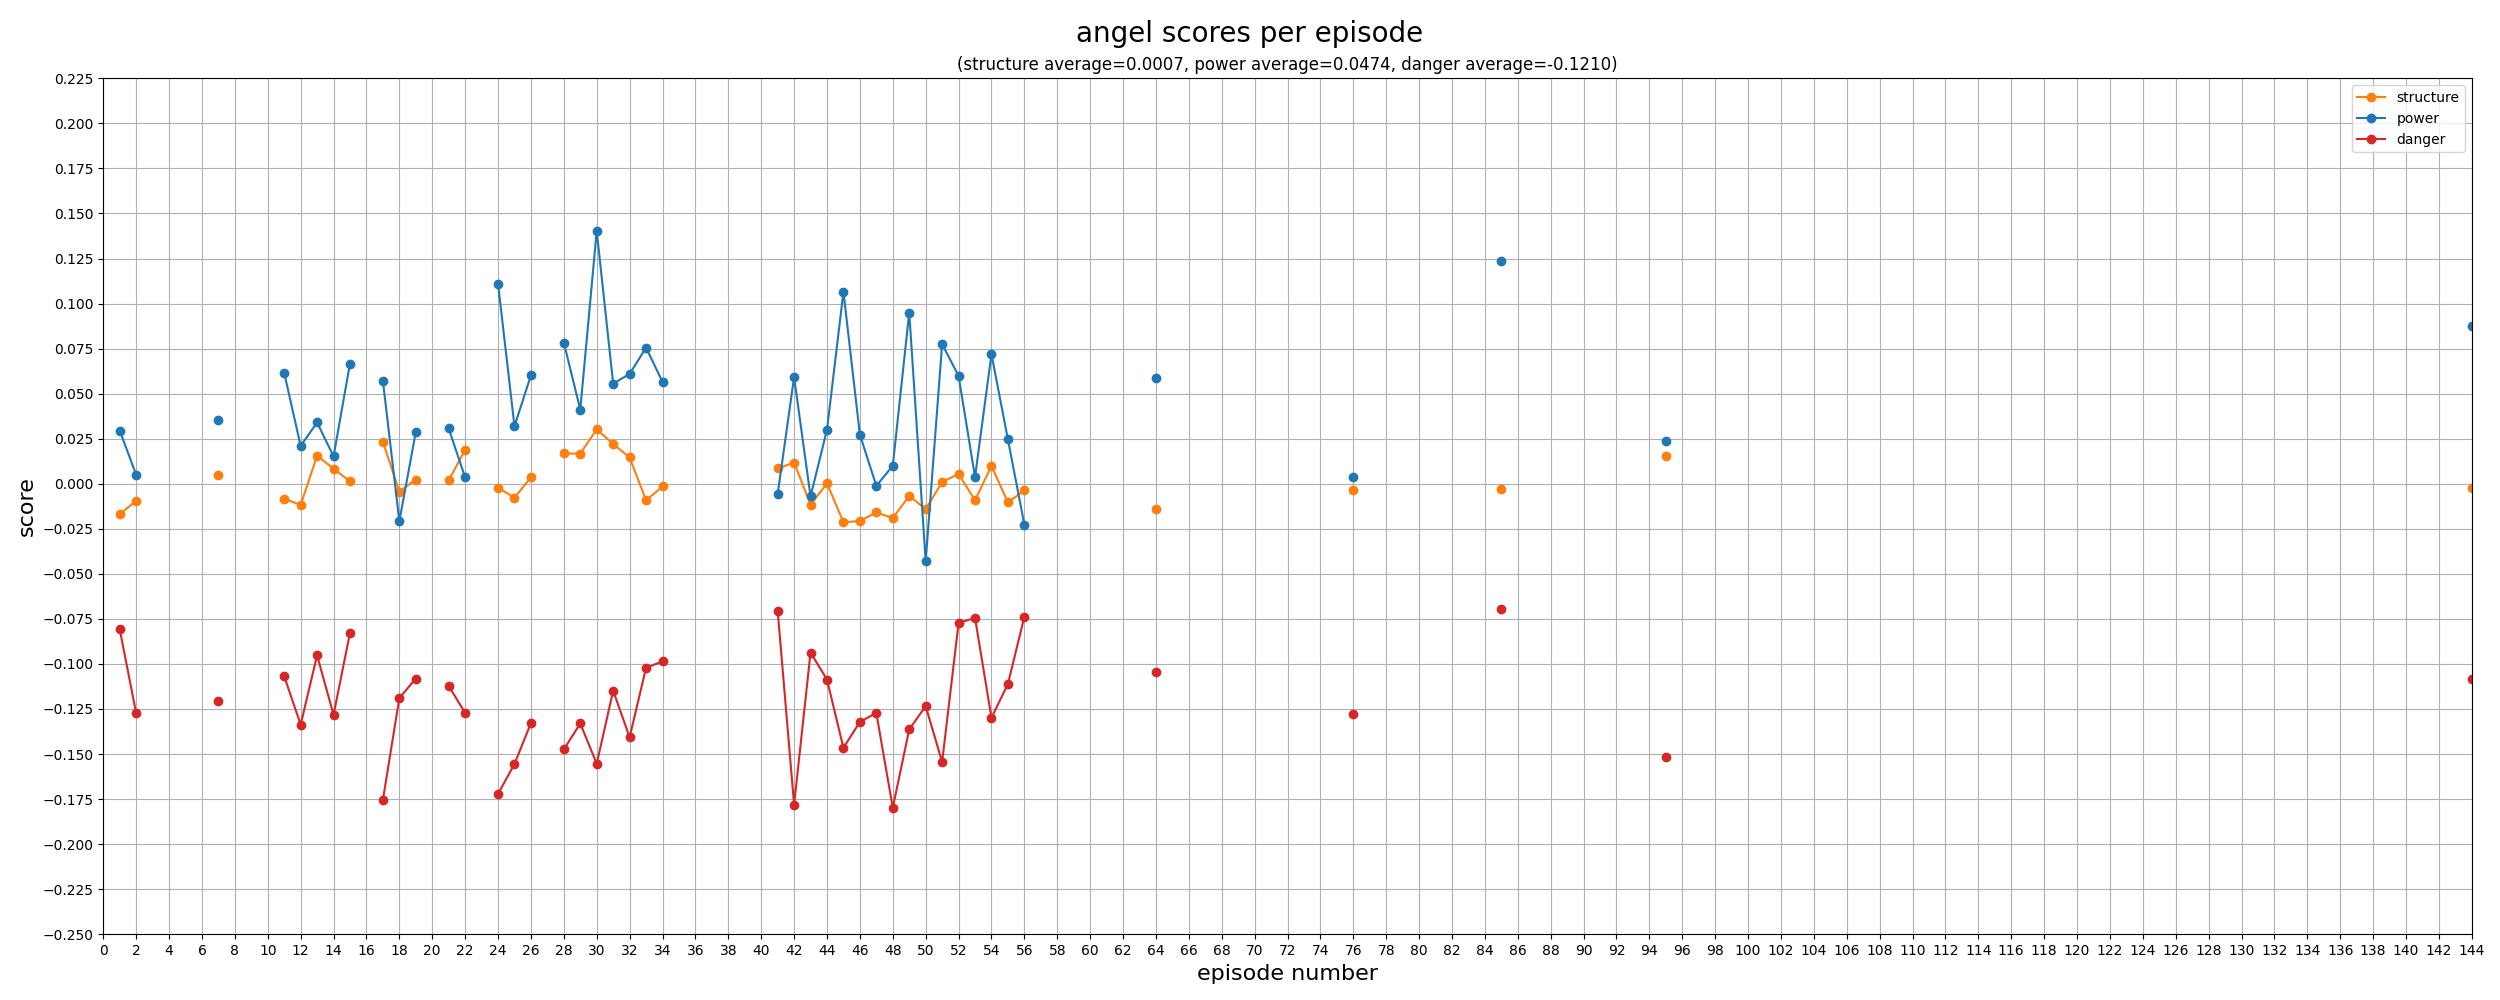 angel scores per episode
(structure average=0.0007, power average=0.0474, danger average=-0.1210)
structure
power
danger
score
0.225
0.200
0.175
0.150
0.125
0.100
0.075
0.050
0.025
0.000
−0.025
−0.050
−0.075
−0.100
−0.125
−0.150
−0.175
−0.200
−0.225
−0.250
0 2 4 6 8 10 12 14 16 18 20 22 24 26 28 30 32 34 36 38 40 42 44 46 48 50 52 54 56 58 60 62 64 66 68 70 72 74 76 78 80 82 84 86 88 90 92 94 96 98 100 102 104 106 108 110 112 114 116 118 120 122 124 126 128 130 132 134 136 138 140 142 144
episode number